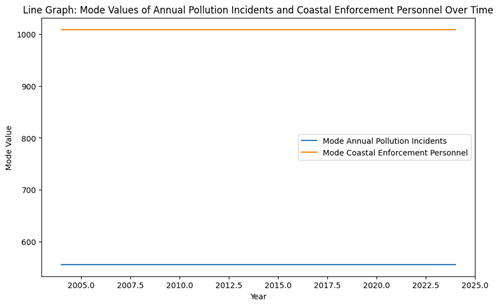 Line Graph: Mode Values of Annual Pollution Incidents and Coastal Enforcement Personnel Over Time
1000
900
800
700
600
Mode Value
Mode Annual Pollution Incidents
Mode Coastal Enforcement Personnel
2005.0 2007.5 2010.0 2012.5 2015.0 2017.5 2020.0 2022.5 2025.0
Year